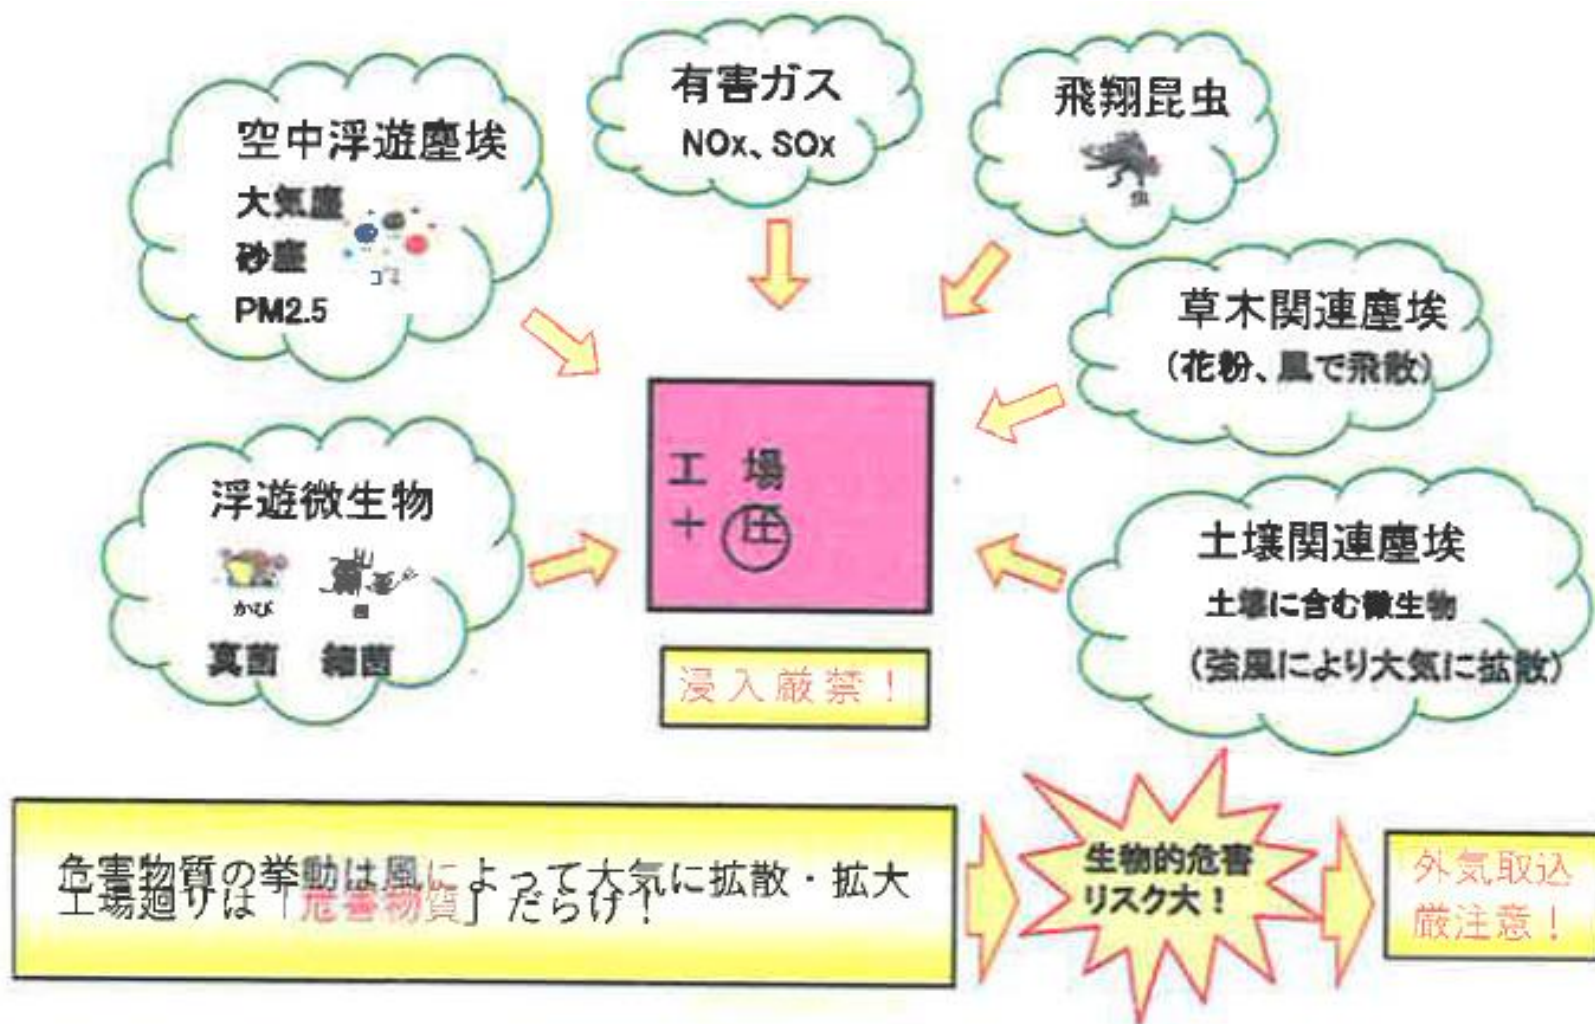 空中浮遊塵埃
大気塵
砂塵
PM2.5
ゴミ
有害ガス
NOx、SOx
飛翔昆虫
虫
草木関連塵埃
(花粉、風で飛散)
浮遊微生物
かび
菌
真菌 細菌
工場
+圧
浸入厳禁!
土壌関連塵埃
土壌に含む微生物
(強風により大気に拡散)
危害物質の挙動は風によって大気に拡散・拡大
工場廻りは「危害物質」だらけ!
生物的危害
リスク大!
外気取込
厳注意!